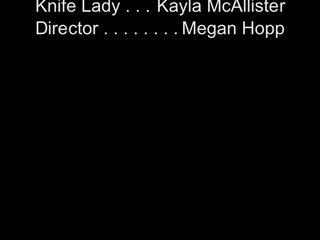 Knife Lady . . . Kayla McAllister
Director . . . . . . . . Megan Hopp